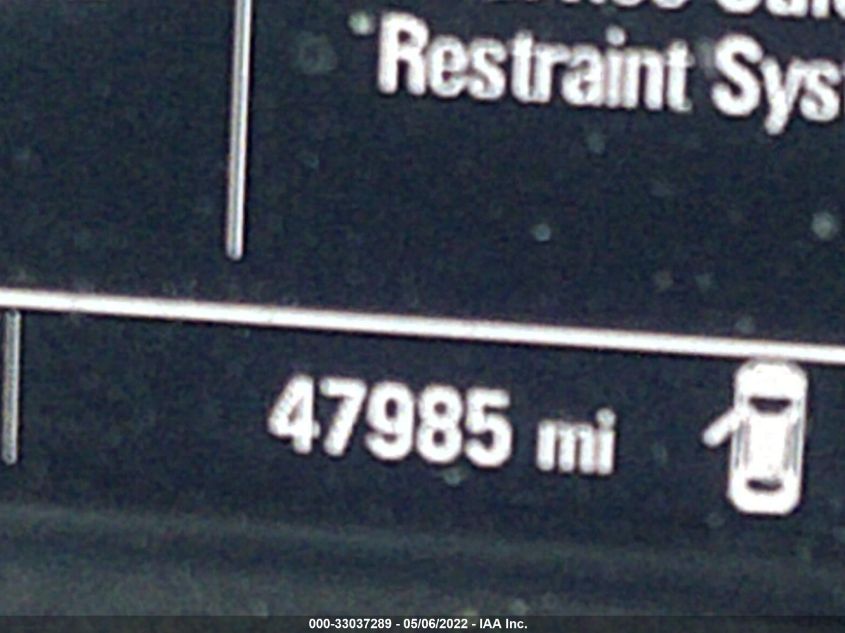 Restraint Sys
47985 mi
000-33037289 - 05/06/2022 - IAA Inc.